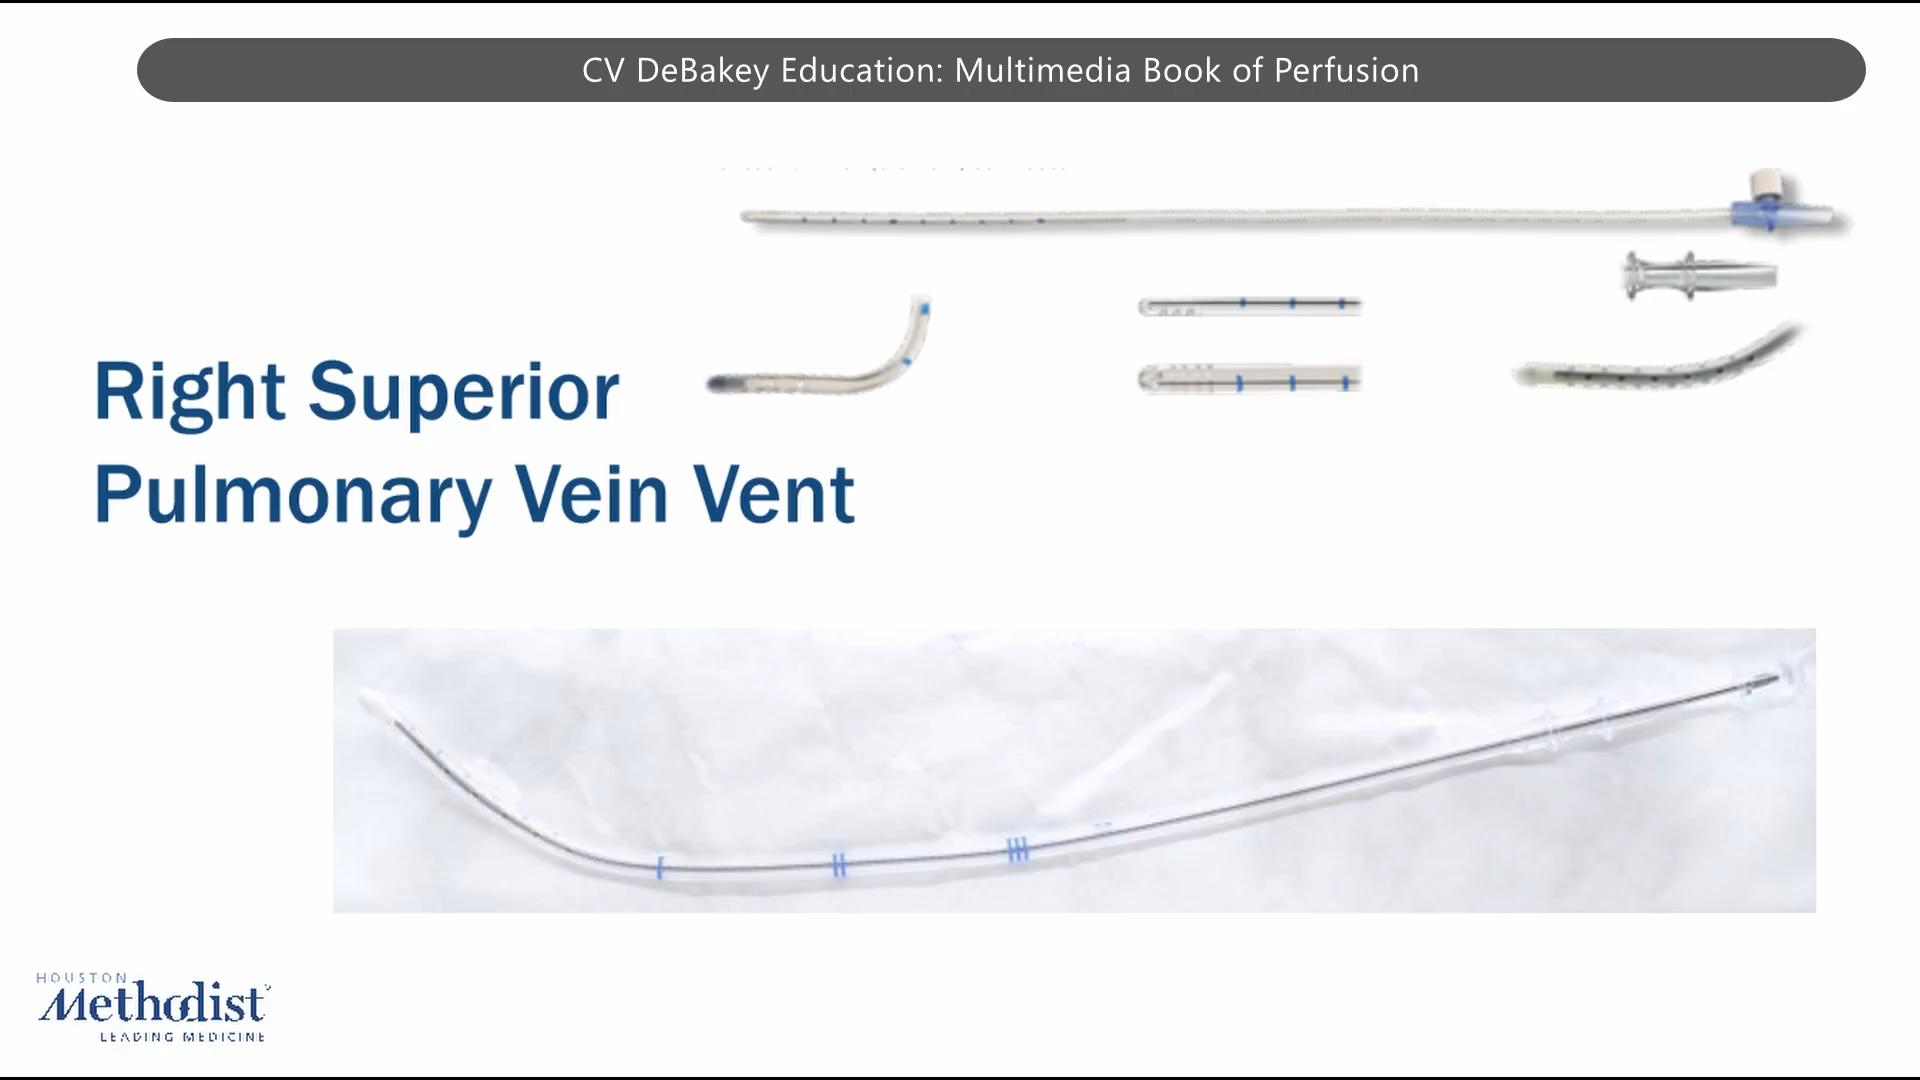 CV DeBakey Education: Multimedia Book of Perfusion
Right Superior
Pulmonary Vein Vent
HOUSTON
Methodist
LEADING MEDICINE